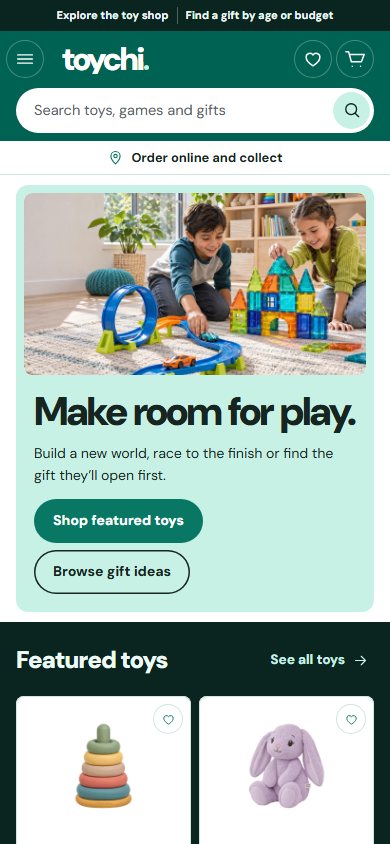 Explore the toy shop
Find a gift by age or budget
toychi.
Search toys, games and gifts
Order online and collect
Make room for play.
Build a new world, race to the finish or find the
gift they’ll open first.
Shop featured toys
Browse gift ideas
Featured toys
See all toys